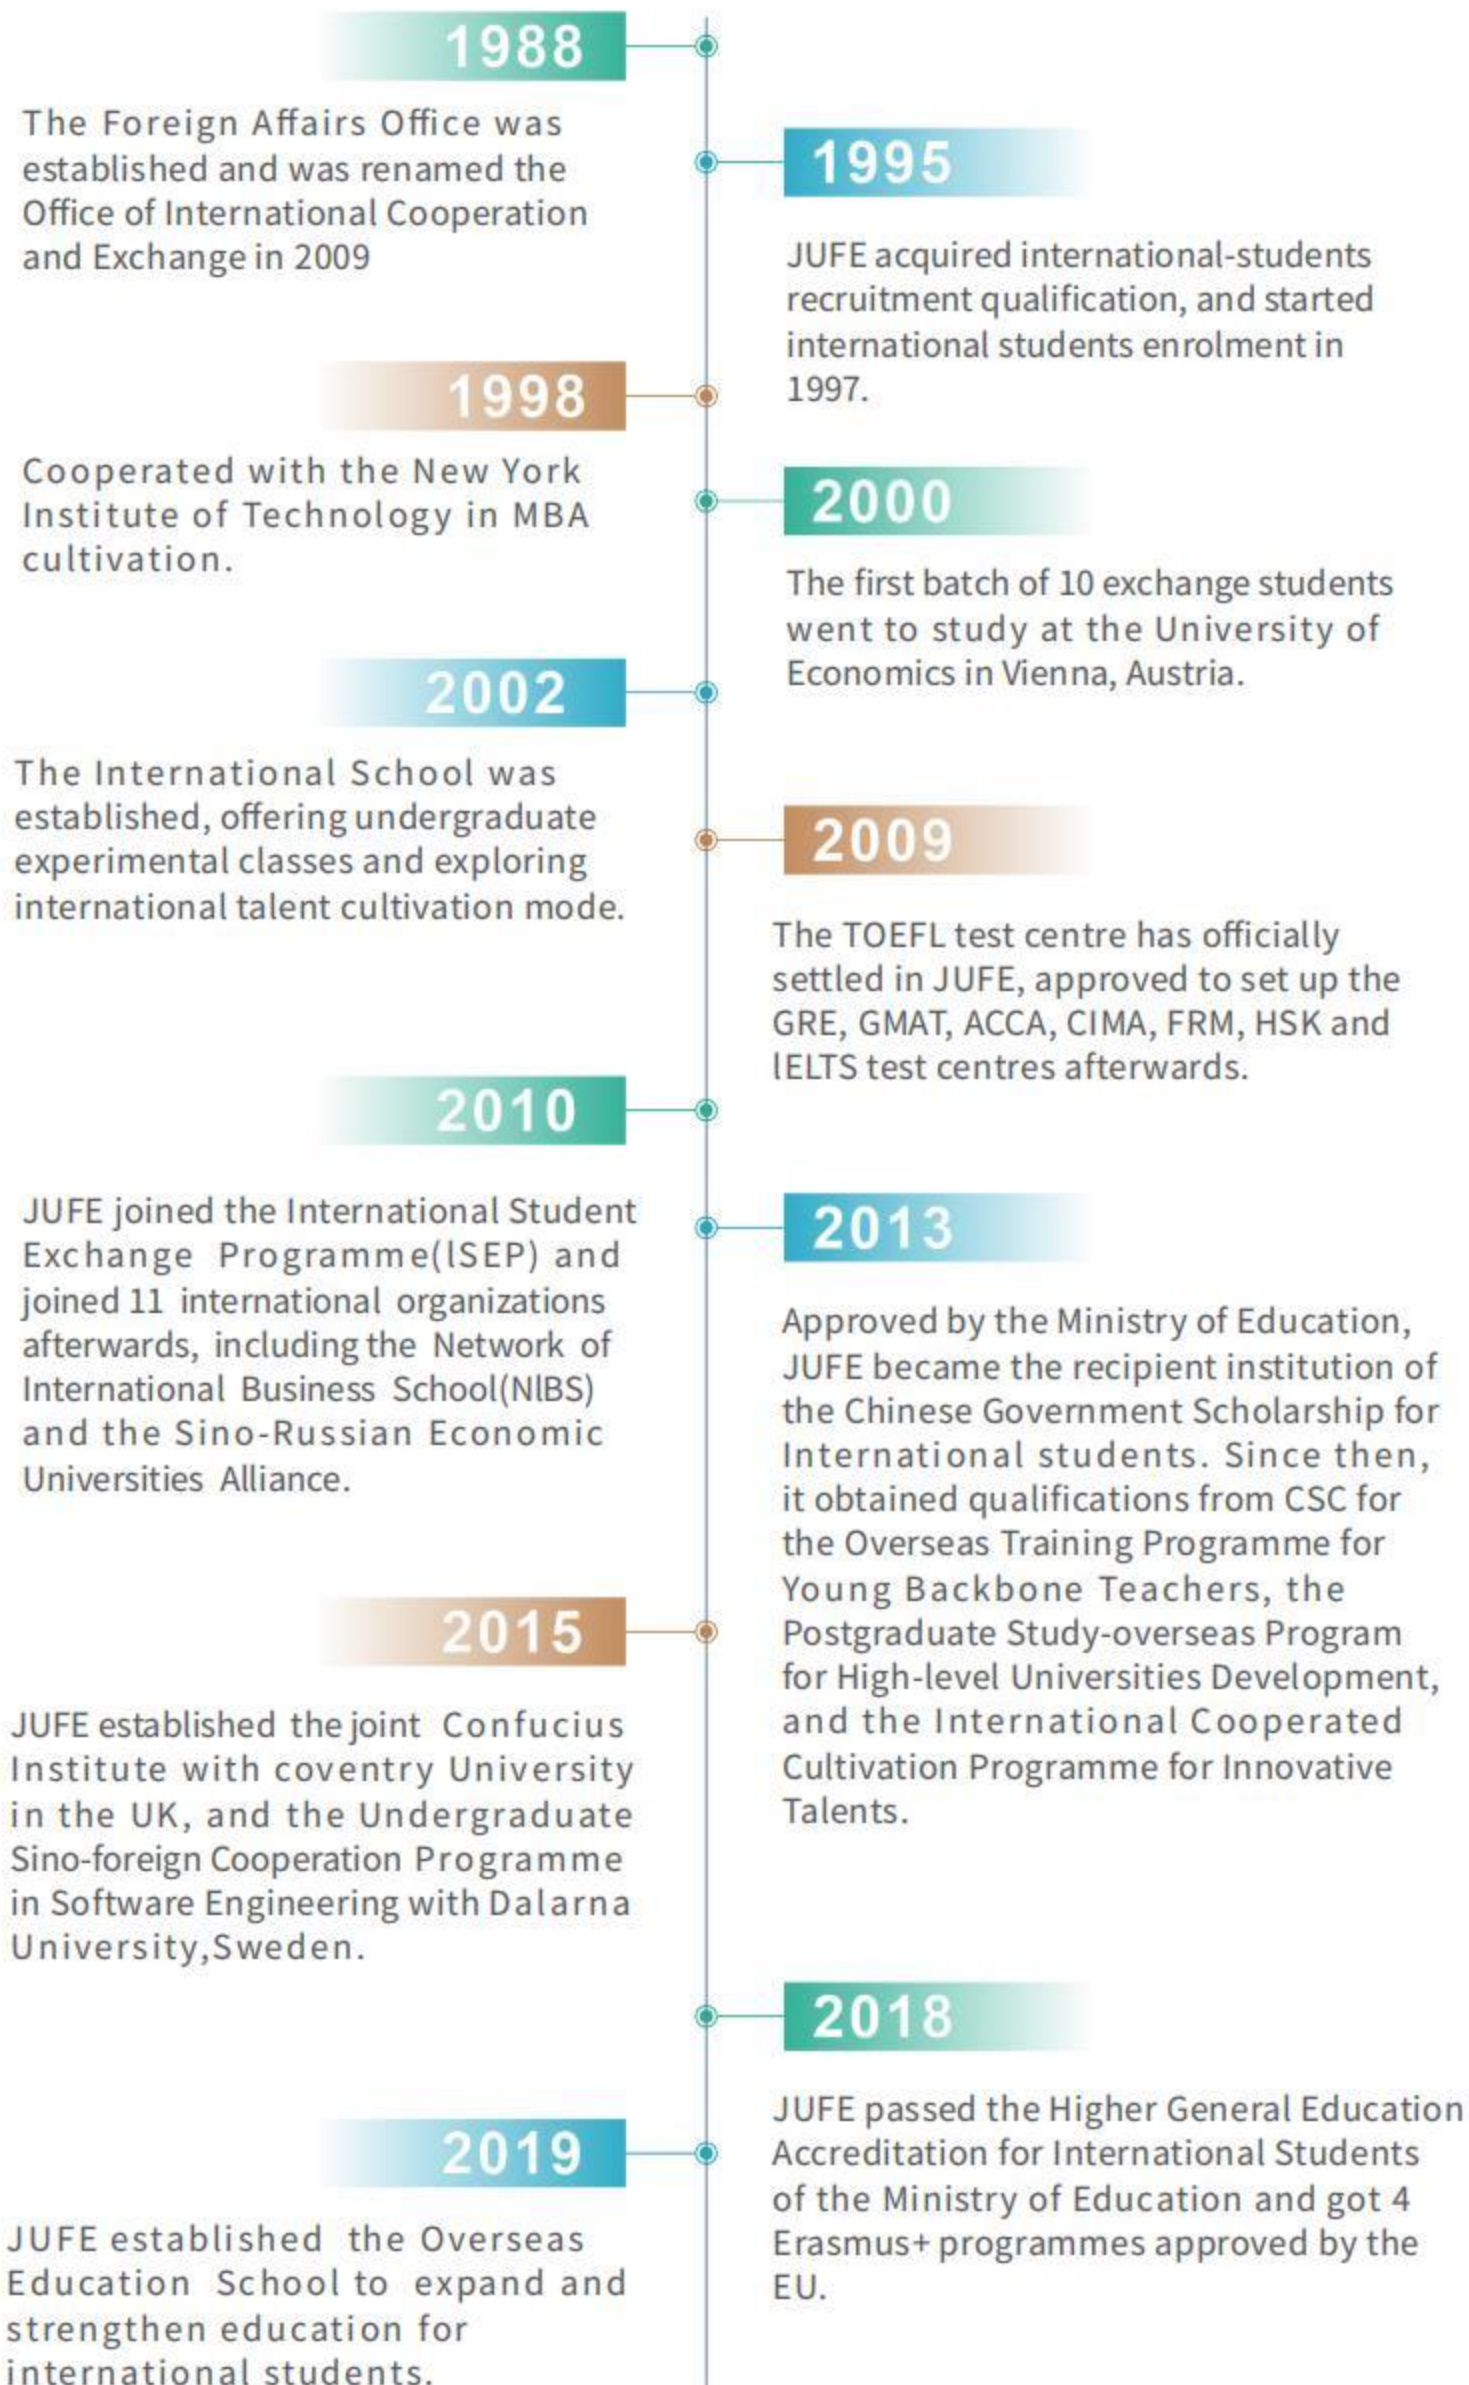 1988
The Foreign Affairs Office was
established and was renamed the
Office of International Cooperation
and Exchange in 2009
1995
JUFE acquired international-students
recruitment qualification, and started
international students enrolment in
1997.
1998
Cooperated with the New York
Institute of Technology in MBA
cultivation.
2000
The first batch of 10 exchange students
went to study at the University of
Economics in Vienna, Austria.
2002
The International School was
established, offering undergraduate
experimental classes and exploring
international talent cultivation mode.
2009
The TOEFL test centre has officially
settled in JUFE, approved to set up the
GRE, GMAT, ACCA, CIMA, FRM, HSK and
lELTS test centres afterwards.
2010
JUFE joined the International Student
Exchange Programme(lSEP) and
joined 11 international organizations
afterwards, including the Network of
International Business School(NlBS)
and the Sino-Russian Economic
Universities Alliance.
2013
Approved by the Ministry of Education,
JUFE became the recipient institution of
the Chinese Government Scholarship for
International students. Since then,
it obtained qualifications from CSC for
the Overseas Training Programme for
Young Backbone Teachers, the
Postgraduate Study-overseas Program
for High-level Universities Development,
and the International Cooperated
Cultivation Programme for Innovative
Talents.
2015
JUFE established the joint Confucius
Institute with coventry University
in the UK, and the Undergraduate
Sino-foreign Cooperation Programme
in Software Engineering with Dalarna
University,Sweden.
2018
JUFE passed the Higher General Education
Accreditation for International Students
of the Ministry of Education and got 4
Erasmus+ programmes approved by the
EU.
2019
JUFE established the Overseas
Education School to expand and
strengthen education for
international students.